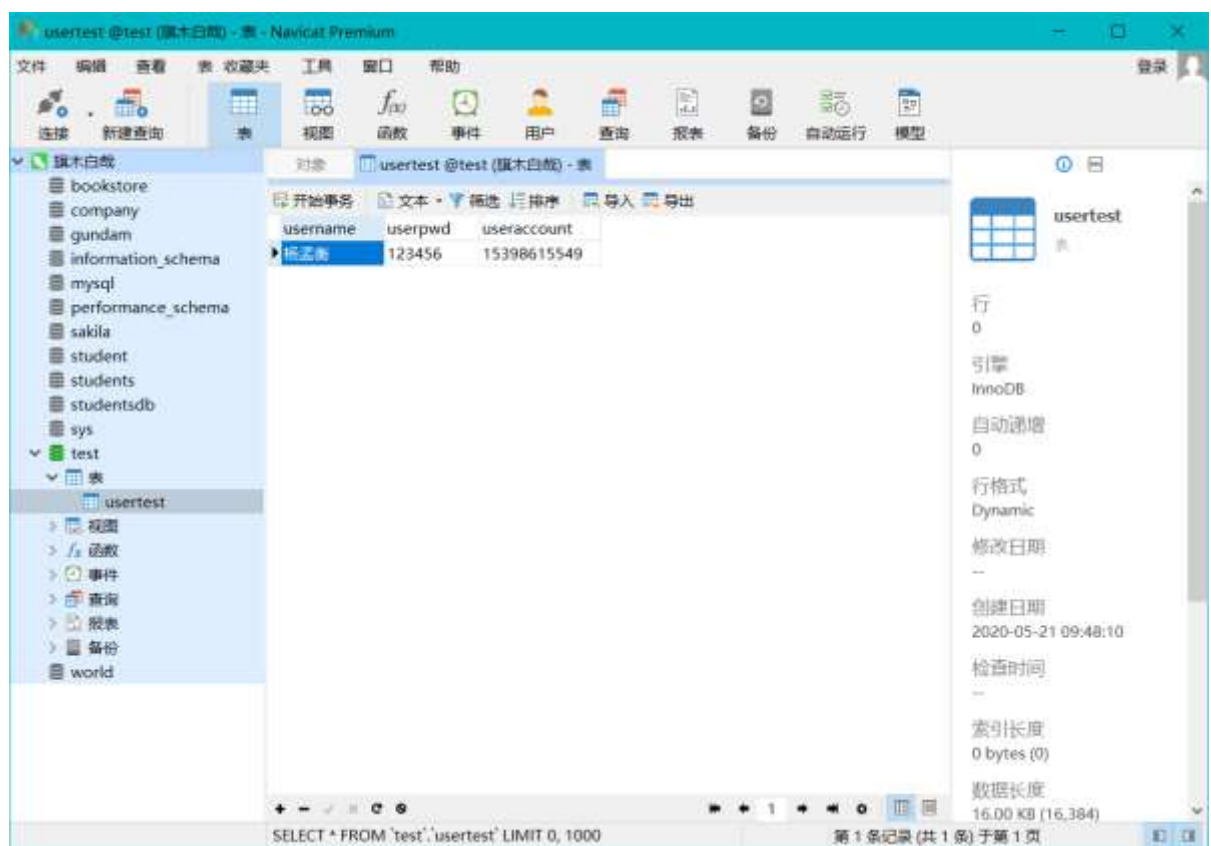 usertest @test (旗木白哉) - 表 - Navicat Premium
文件 编辑 查看 表 收藏夹 工具 窗口 帮助 登录
连接 新建查询 表 视图 函数 事件 用户 查询 报表 备份 自动运行 模型
旗木白哉
bookstore
company
gundam
information_schema
mysql
performance_schema
sakila
student
students
studentsdb
sys
test
表
usertest
视图
函数
事件
查询
报表
备份
world
对象 usertest @test (旗木白哉) - 表
开始事务 文本 筛选 排序 导入 导出
username userpwd useraccount
杨孟衡 123456 15398615549
SELECT * FROM `test`.`usertest` LIMIT 0, 1000
1
第 1 条记录 (共 1 条) 于第 1 页
usertest
表
行
0
引擎
InnoDB
自动递增
0
行格式
Dynamic
修改日期
--
创建日期
2020-05-21 09:48:10
检查时间
--
索引长度
0 bytes (0)
数据长度
16.00 KB (16,384)